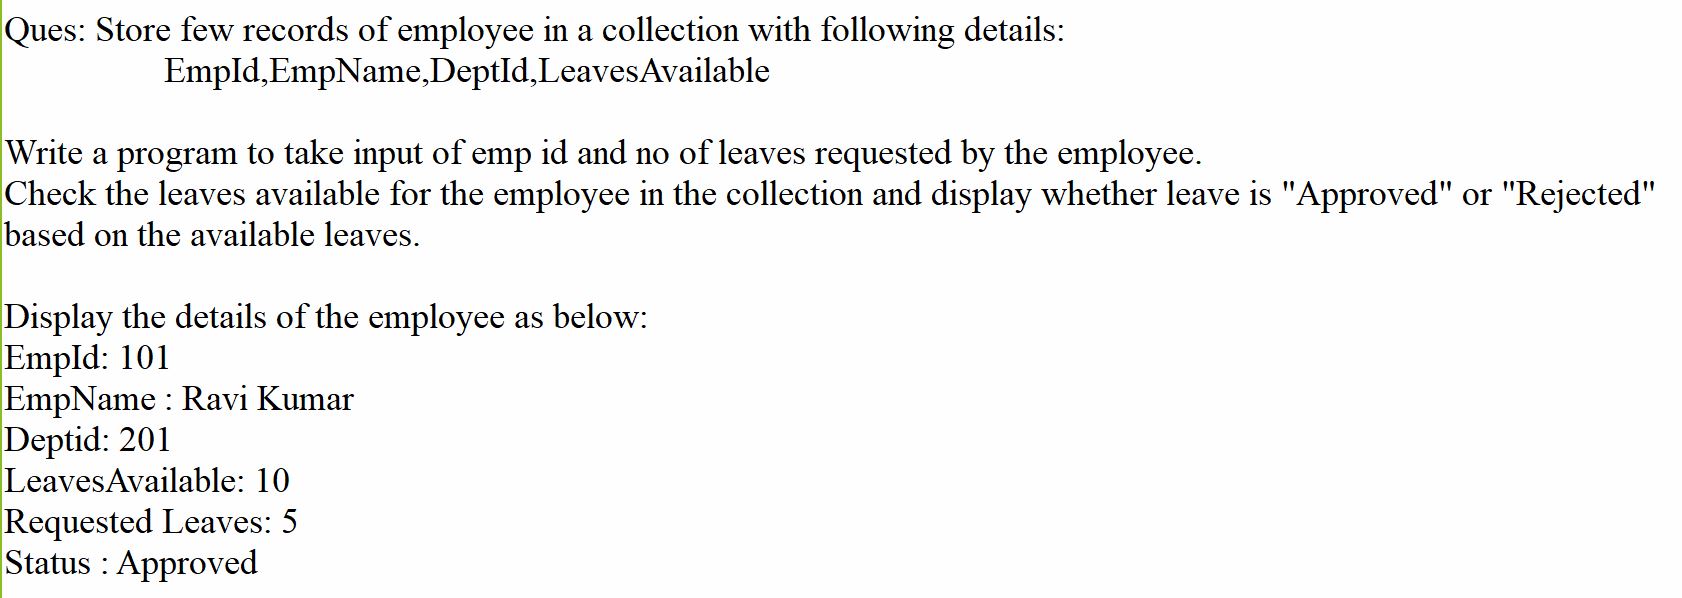 Ques: Store few records of employee in a collection with following details:
EmpId,EmpName,DeptId,LeavesAvailable
Write a program to take input of emp id and no of leaves requested by the employee.
Check the leaves available for the employee in the collection and display whether leave is "Approved" or "Rejected"
based on the available leaves.
Display the details of the employee as below:
EmpId: 101
EmpName : Ravi Kumar
Deptid: 201
LeavesAvailable: 10
Requested Leaves: 5
Status : Approved